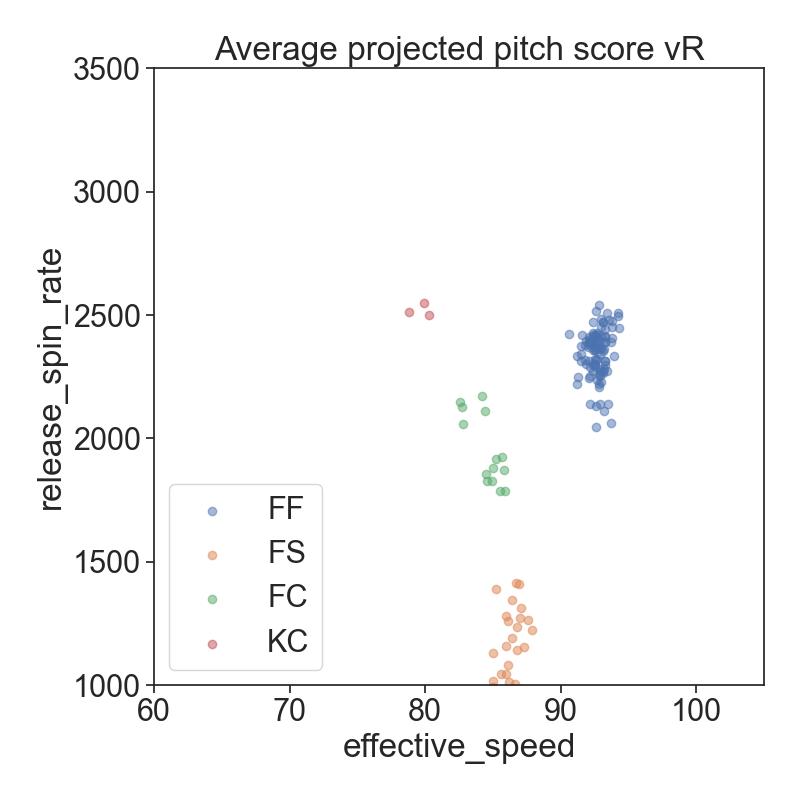 Average projected pitch score vR
3500
3000
2500
2000
1500
1000
release_spin_rate
FF
FS
FC
KC
60 70 80 90 100
effective_speed